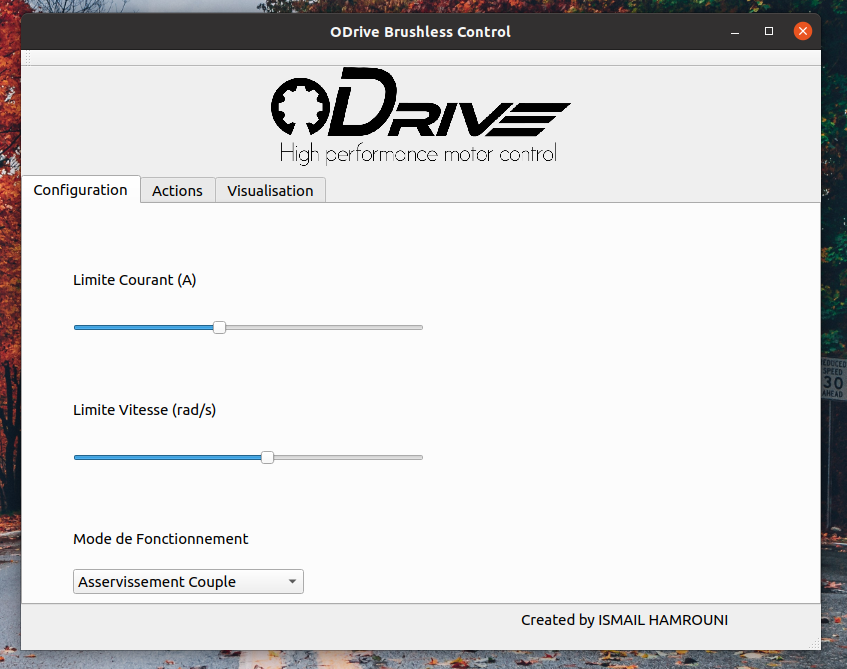 ODrive Brushless Control
ODRIVE
High performance motor control
Configuration
Actions
Visualisation
Limite Courant (A)
Limite Vitesse (rad/s)
REDUCED
SPEED
30
AHEAD
Mode de Fonctionnement
Asservissement Couple
Created by ISMAIL HAMROUNI